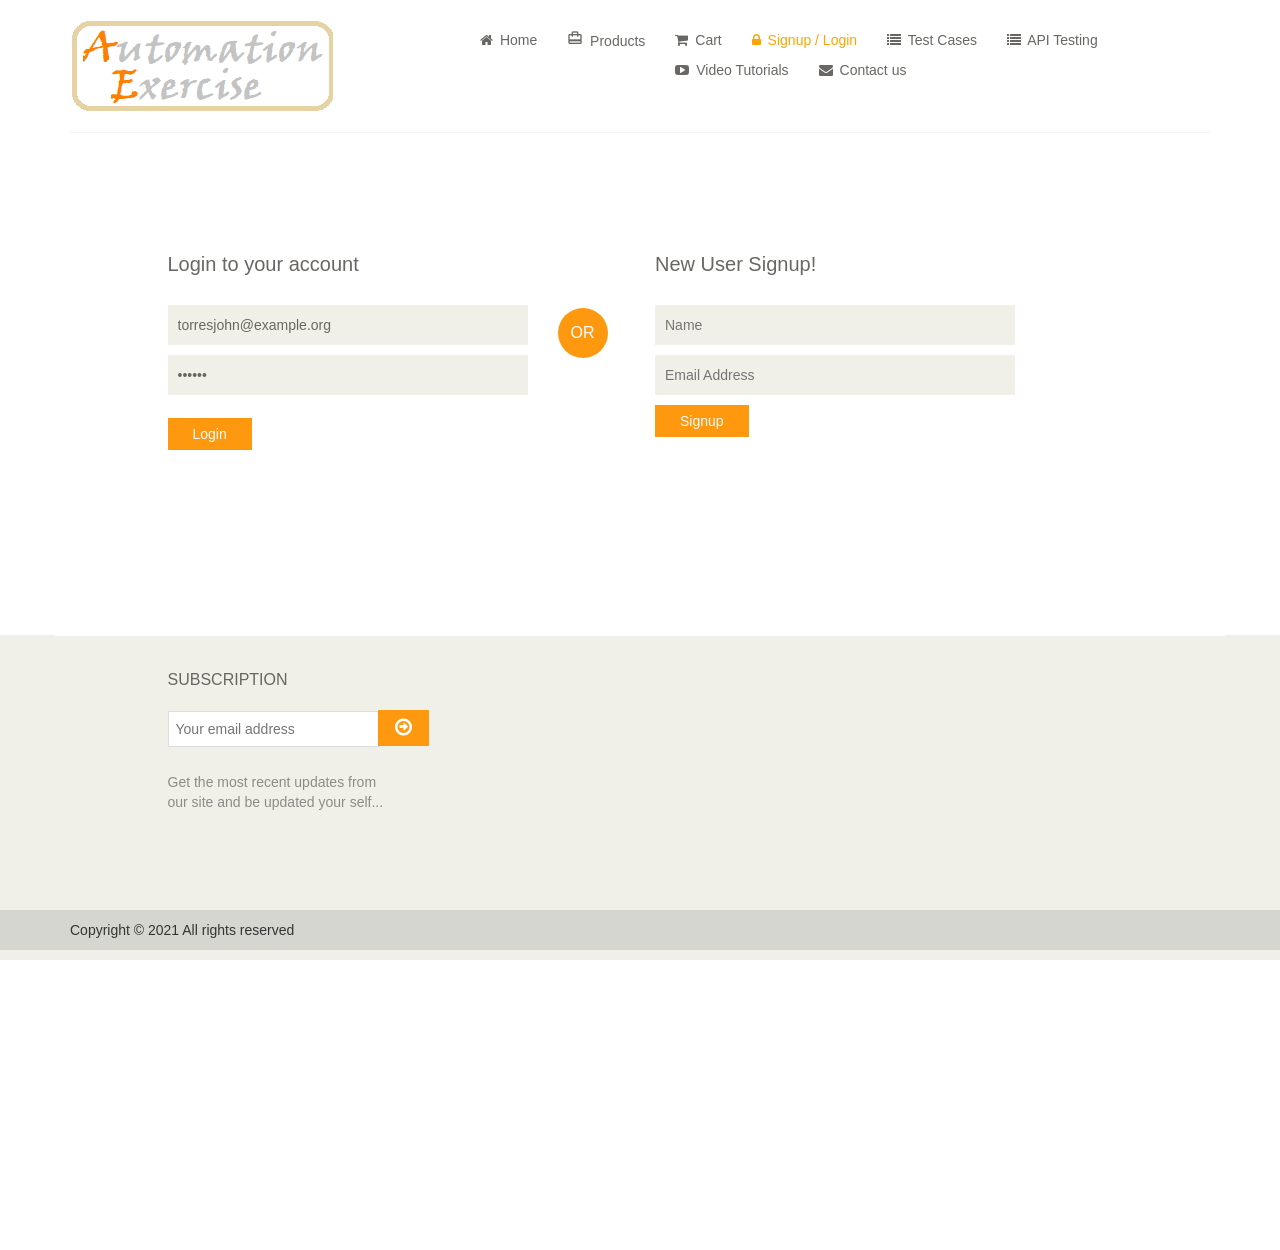 Automation
Exercise
Home Products Cart Signup / Login Test Cases API Testing
Video Tutorials Contact us
Login to your account
torresjohn@example.org
••••••
Login
OR
New User Signup!
Name
Email Address
Signup
SUBSCRIPTION
Your email address
Get the most recent updates from
our site and be updated your self...
Copyright © 2021 All rights reserved